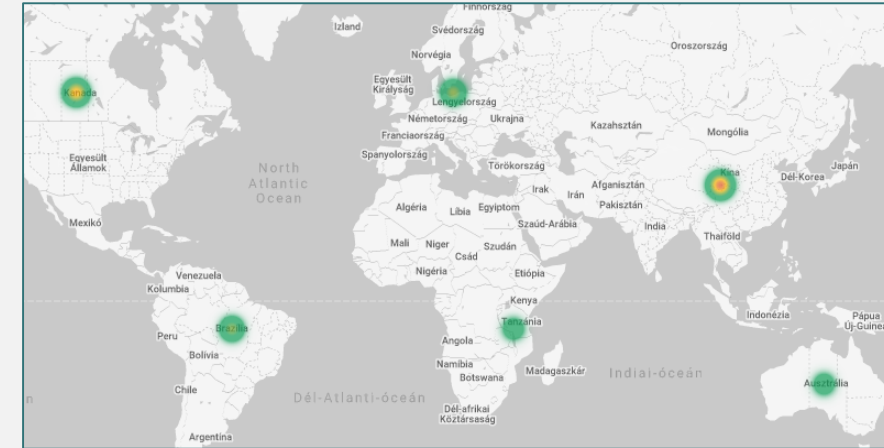 Finnország
Izland
Svédország
Norvégia
Oroszország
Egyesült
Királyság
Kanada
Lengyelország
Németország
Ukrajna
Kazahsztán
Mongólia
Franciaország
Spanyolország
Törökország
Egyesült
Államok
North
Atlantic
Ocean
Irak
Irán
Afganisztán
Kína
Dél-Korea
Japán
Pakisztán
Algéria
Líbia
Egyiptom
Szaúd-Arábia
India
Mexikó
Thaiföld
Mali
Niger
Csád
Szudán
Nigéria
Etiópia
Venezuela
Kolumbia
Kenya
Indonézia
Pápua
Új-Guinea
Brazília
Tanzánia
Peru
Angola
Bolívia
Namíbia
Botswana
Madagaszkár
Indiai-óceán
Ausztrália
Chile
Dél-Atlanti-óceán
Dél-afrikai
Köztársaság
Argentína
n